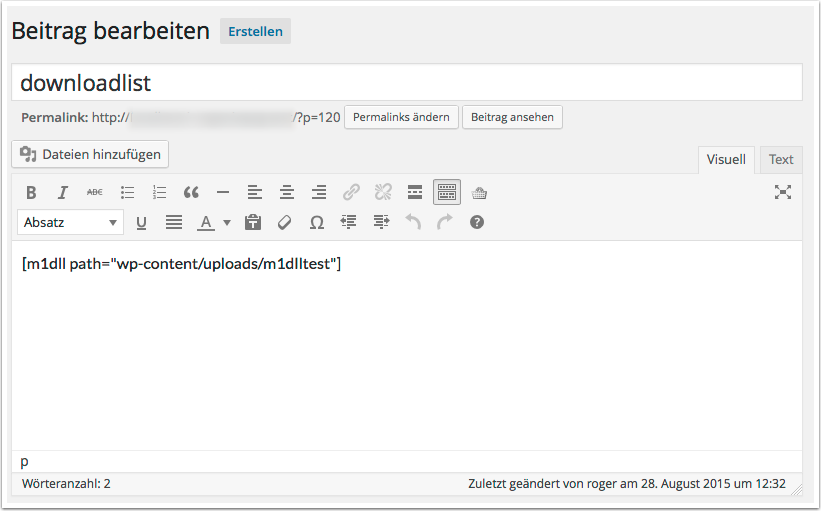 Beitrag bearbeiten Erstellen
downloadlist
Permalink: http:// /?p=120 Permalinks ändern Beitrag ansehen
Dateien hinzufügen Visuell Text
B I ABC
Absatz U A Ω
[m1dll path="wp-content/uploads/m1dlltest"]
p
Wörteranzahl: 2 Zuletzt geändert von roger am 28. August 2015 um 12:32